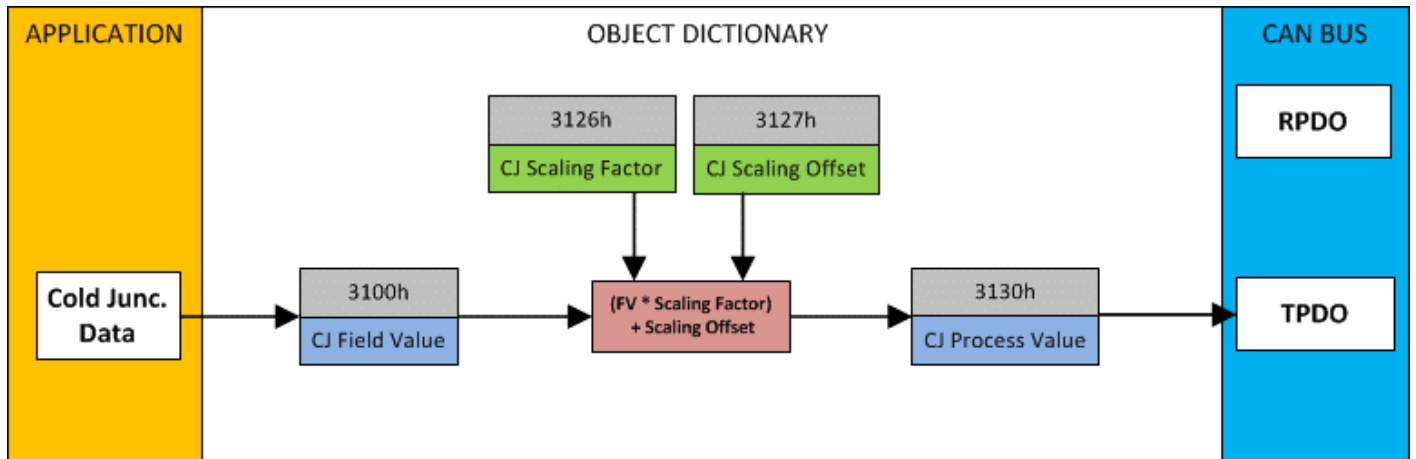 APPLICATION
OBJECT DICTIONARY
CAN BUS
3126h
CJ Scaling Factor
3127h
CJ Scaling Offset
RPDO
Cold Junc.
Data
3100h
CJ Field Value
(FV * Scaling Factor)
+ Scaling Offset
3130h
CJ Process Value
TPDO